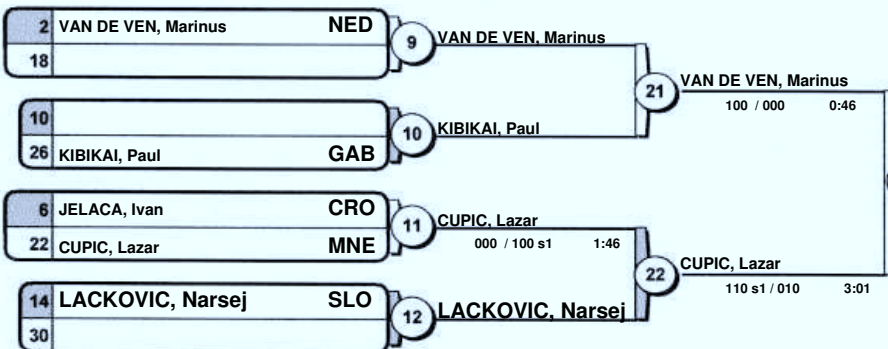 2 VAN DE VEN, Marinus NED
18
9 VAN DE VEN, Marinus
10
26 KIBIKAI, Paul GAB
10 KIBIKAI, Paul
21 VAN DE VEN, Marinus
100 / 000 0:46
6 JELACA, Ivan CRO
22 CUPIC, Lazar MNE
11 CUPIC, Lazar
000 / 100 s1 1:46
14 LACKOVIC, Narsej SLO
30
12 LACKOVIC, Narsej
22 CUPIC, Lazar
110 s1 / 010 3:01